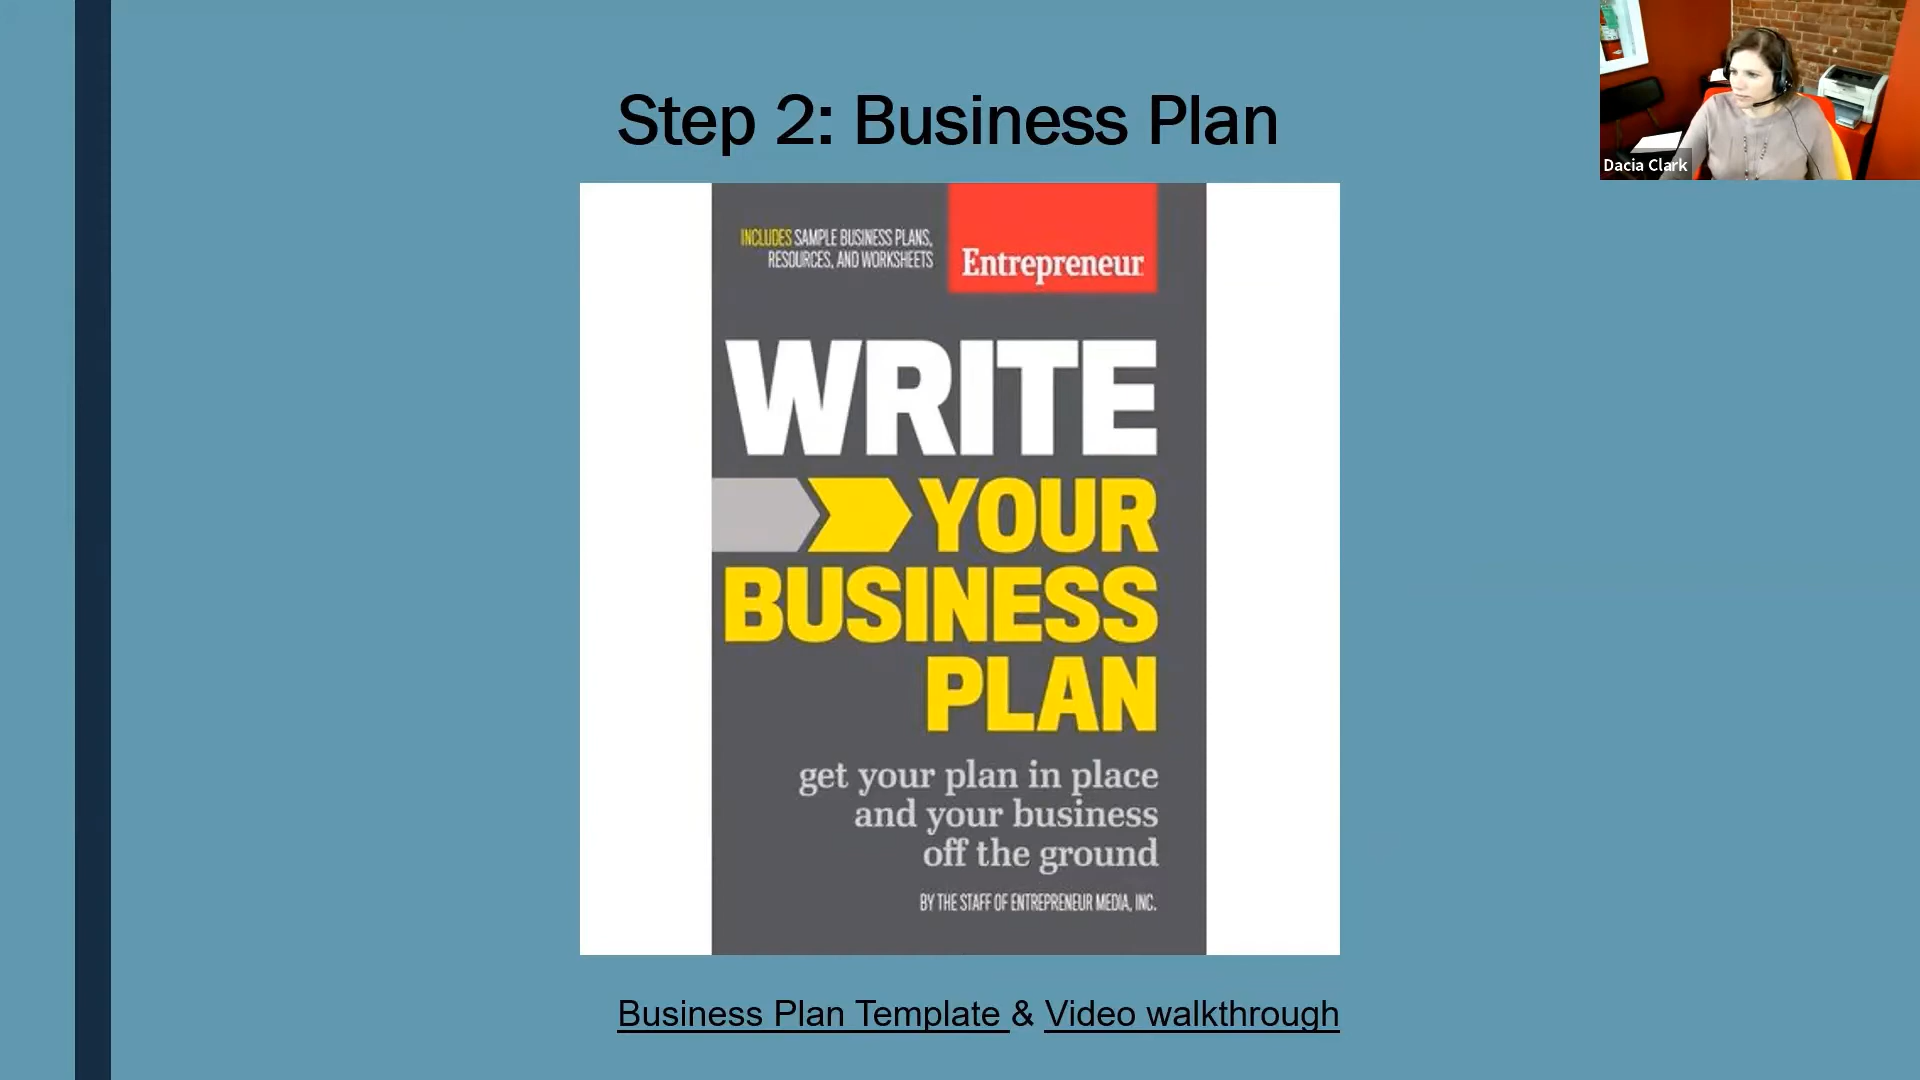 Step 2: Business Plan
INCLUDES SAMPLE BUSINESS PLANS,
RESOURCES, AND WORKSHEETS
Entrepreneur
WRITE
YOUR
BUSINESS
PLAN
get your plan in place
and your business
off the ground
BY THE STAFF OF ENTREPRENEUR MEDIA, INC.
Business Plan Template & Video walkthrough
Dacia Clark